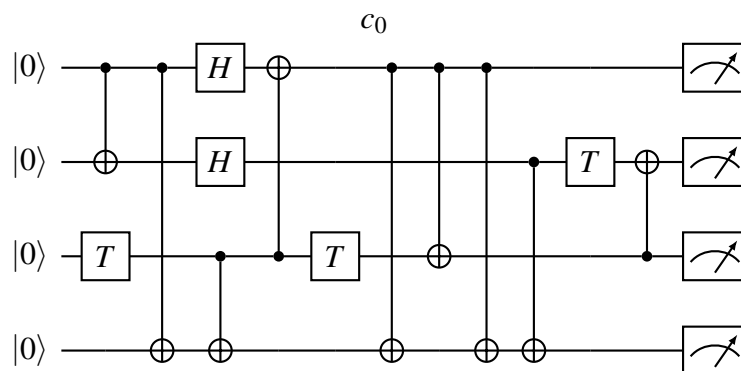 c₀
|0⟩ H
|0⟩ H T
|0⟩ T T
|0⟩